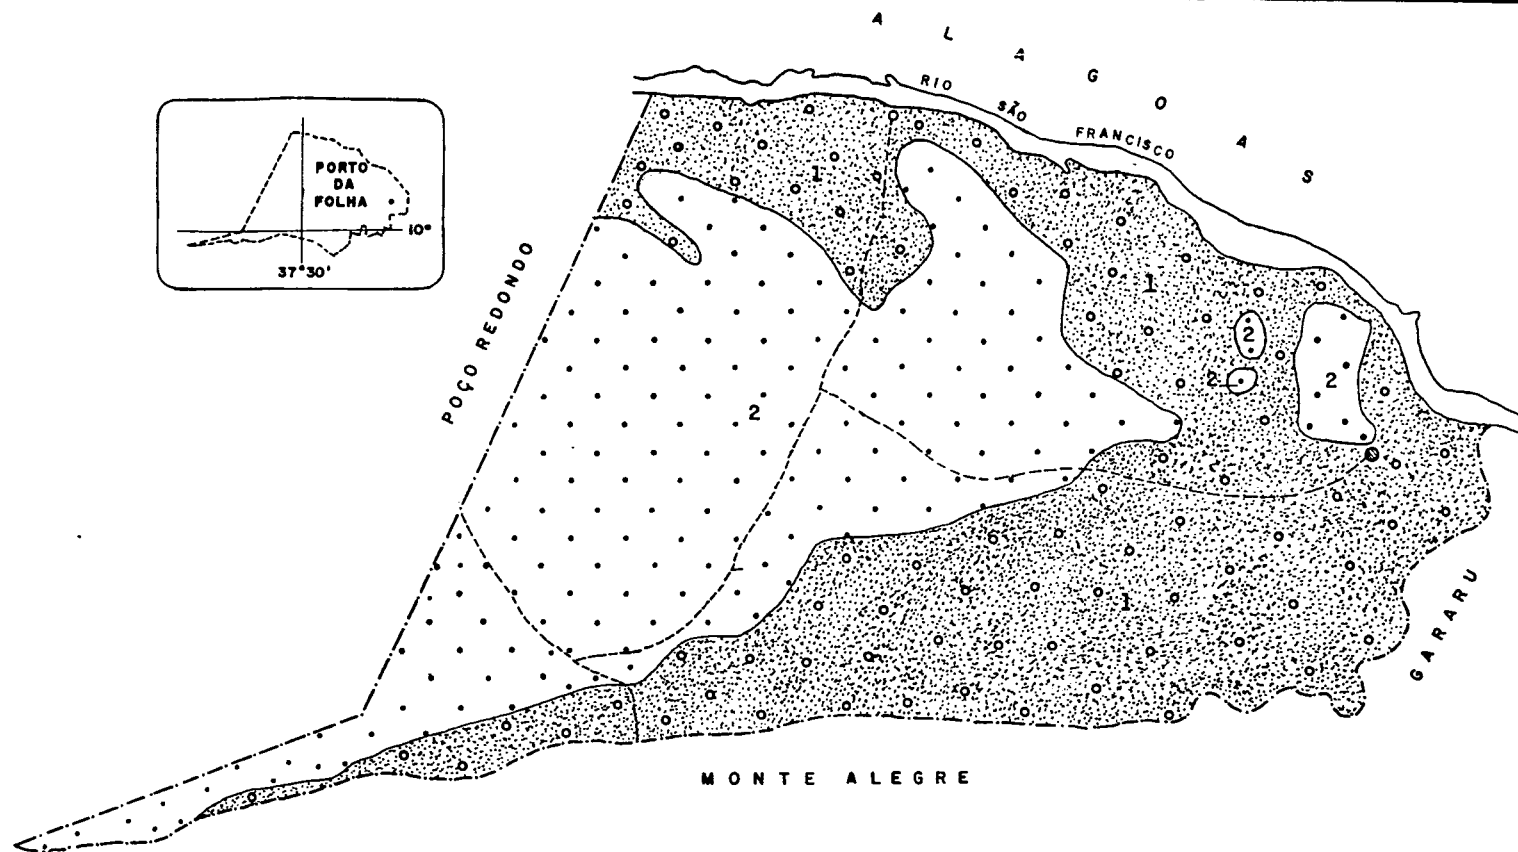 ALAGOAS
RIO SÃO FRANCISCO
PORTO
DA
FOLHA
10°
37°30'
POÇO REDONDO
1
1
2
2
2
2
1
GARARU
MONTE ALEGRE